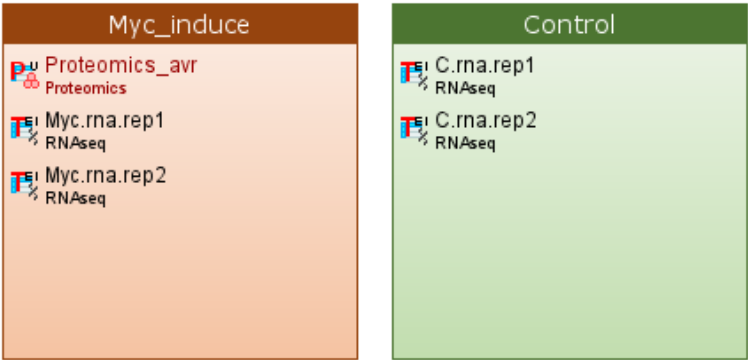 Myc_induce
Proteomics_avr
Proteomics
Myc.rna.rep1
RNAseq
Myc.rna.rep2
RNAseq
Control
C.rna.rep1
RNAseq
C.rna.rep2
RNAseq